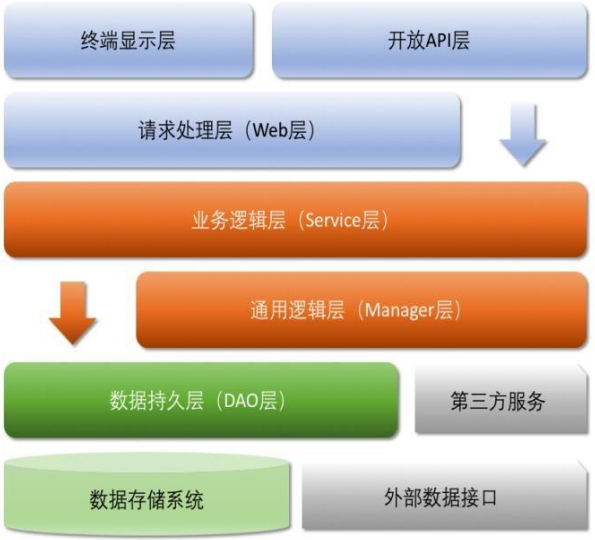 终端显示层
开放API层
请求处理层（Web层）
业务逻辑层（Service层）
通用逻辑层（Manager层）
数据持久层（DAO层）
第三方服务
数据存储系统
外部数据接口